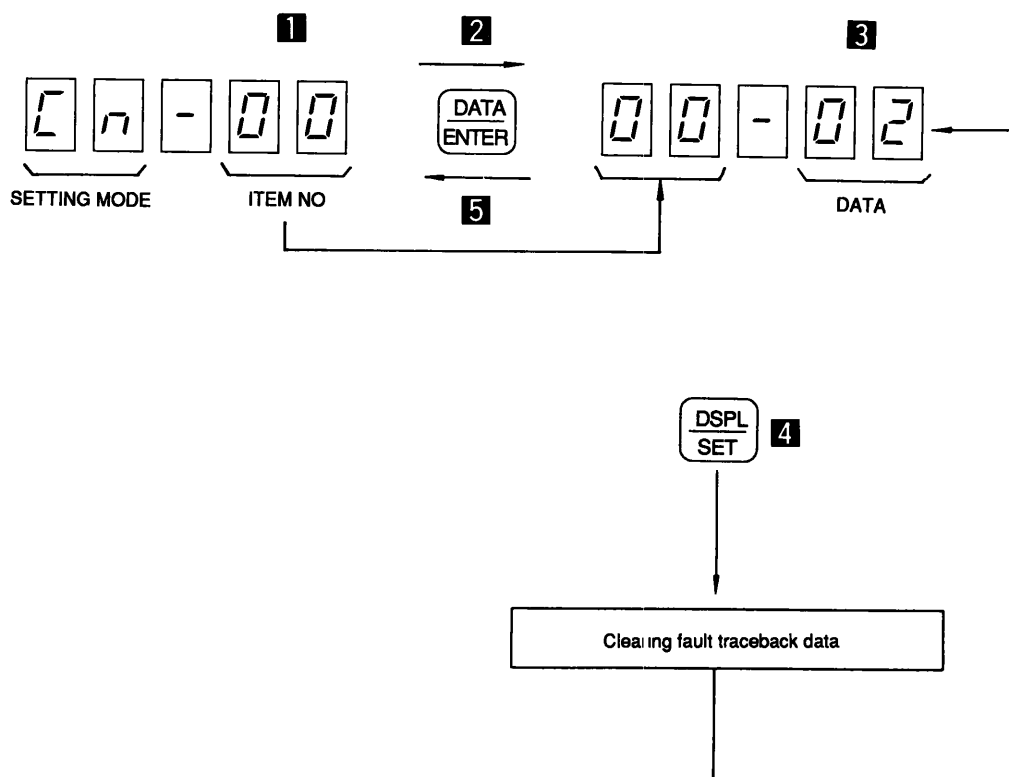 1 2 3
Cn-00 DATA ENTER 00-02
SETTING MODE ITEM NO 5 DATA
DSPL SET 4
Clearing fault traceback data